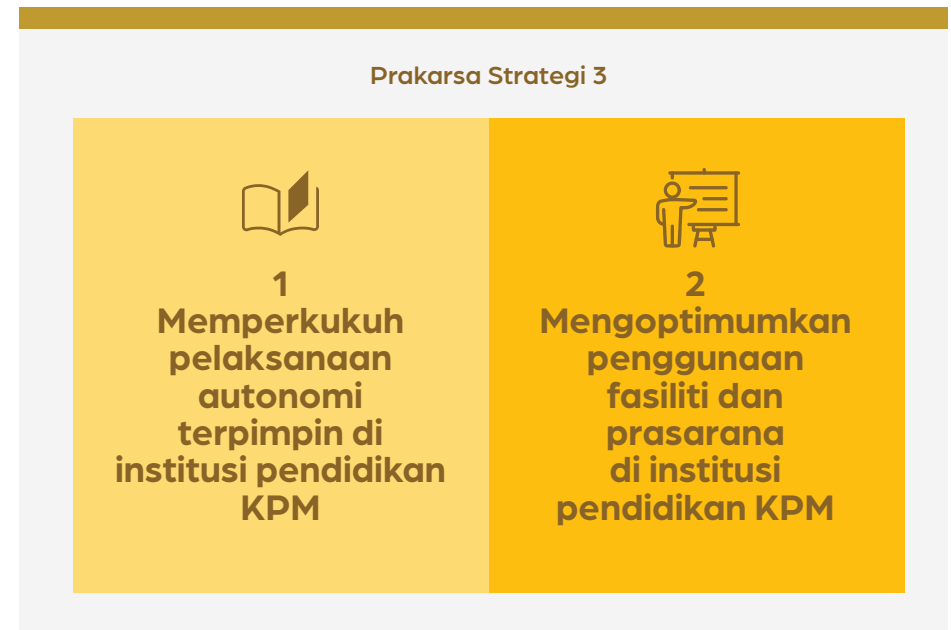 Prakarsa Strategi 3
1
Memperkukuh
pelaksanaan
autonomi
terpimpin di
institusi pendidikan
KPM
2
Mengoptimumkan
penggunaan
fasiliti dan
prasarana
di institusi
pendidikan KPM